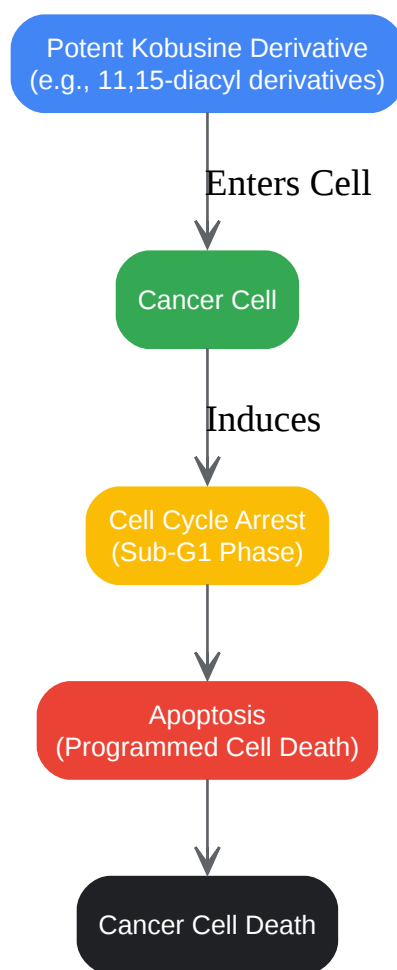 Potent Kobusine Derivative
(e.g., 11,15-diacyl derivatives)
Enters Cell
Cancer Cell
Induces
Cell Cycle Arrest
(Sub-G1 Phase)
Apoptosis
(Programmed Cell Death)
Cancer Cell Death